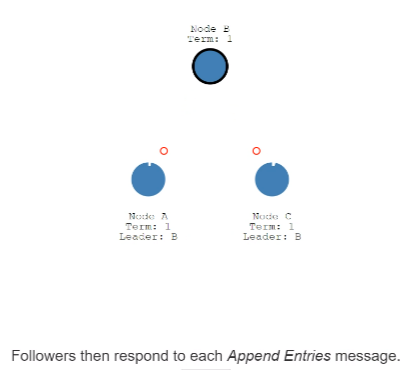 Node B
Term: 1
Node A
Term: 1
Leader: B
Node C
Term: 1
Leader: B
Followers then respond to each Append Entries message.